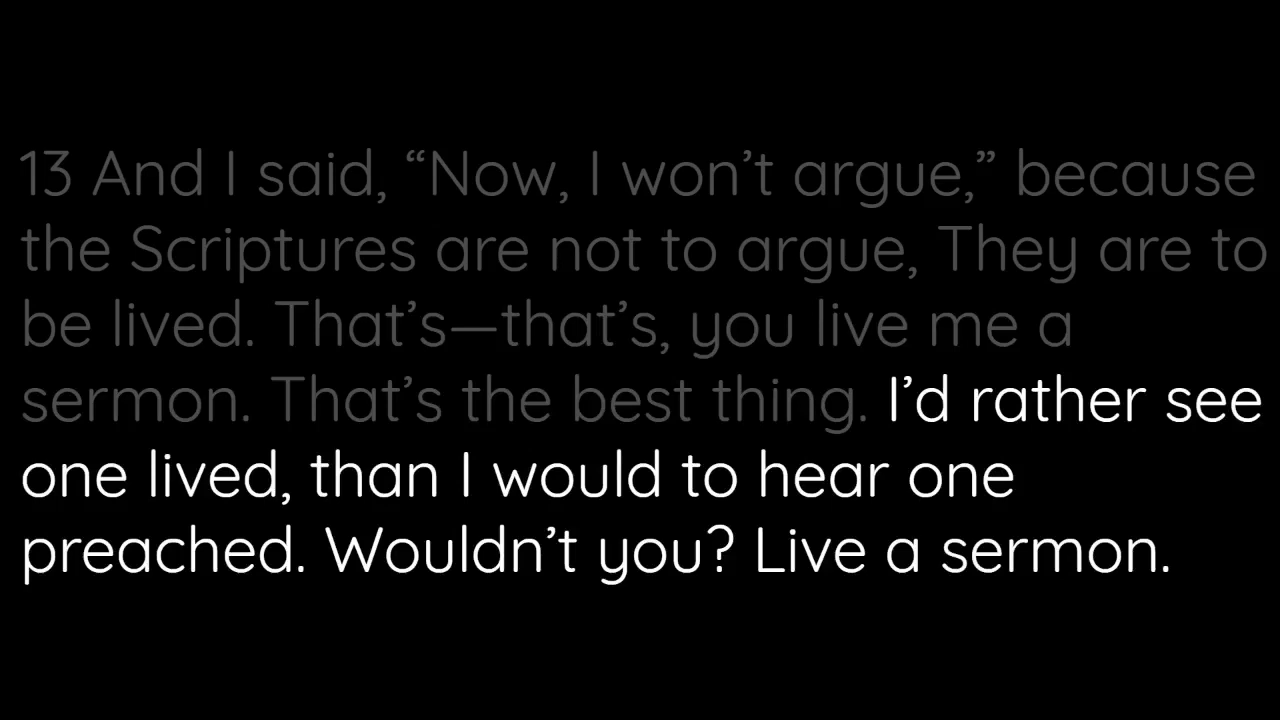 13 And I said, “Now, I won’t argue,” because
the Scriptures are not to argue, They are to
be lived. That’s—that’s, you live me a
sermon. That’s the best thing. I’d rather see
one lived, than I would to hear one
preached. Wouldn’t you? Live a sermon.